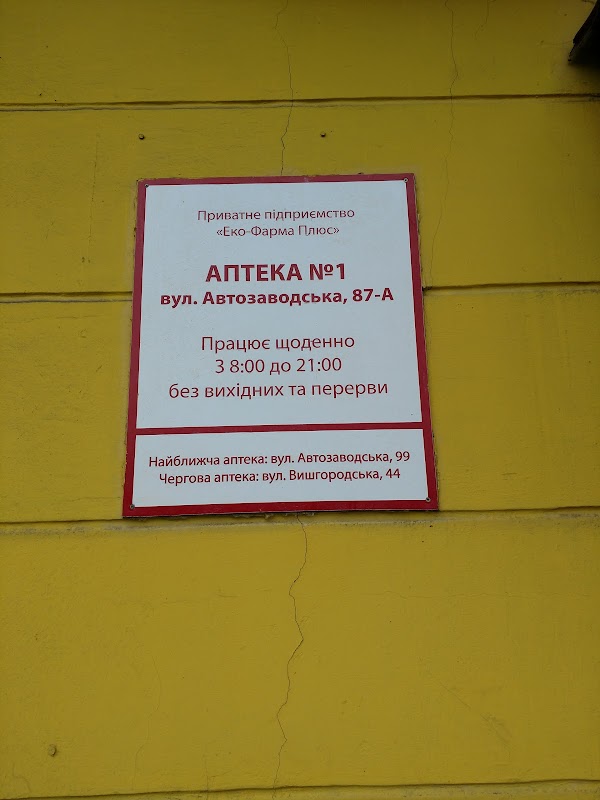 Приватне підприємство
«Еко-Фарма Плюс»
АПТЕКА №1
вул. Автозаводська, 87-А
Працює щоденно
З 8:00 до 21:00
без вихідних та перерви
Найближча аптека: вул. Автозаводська, 99
Чергова аптека: вул. Вишгородська, 44